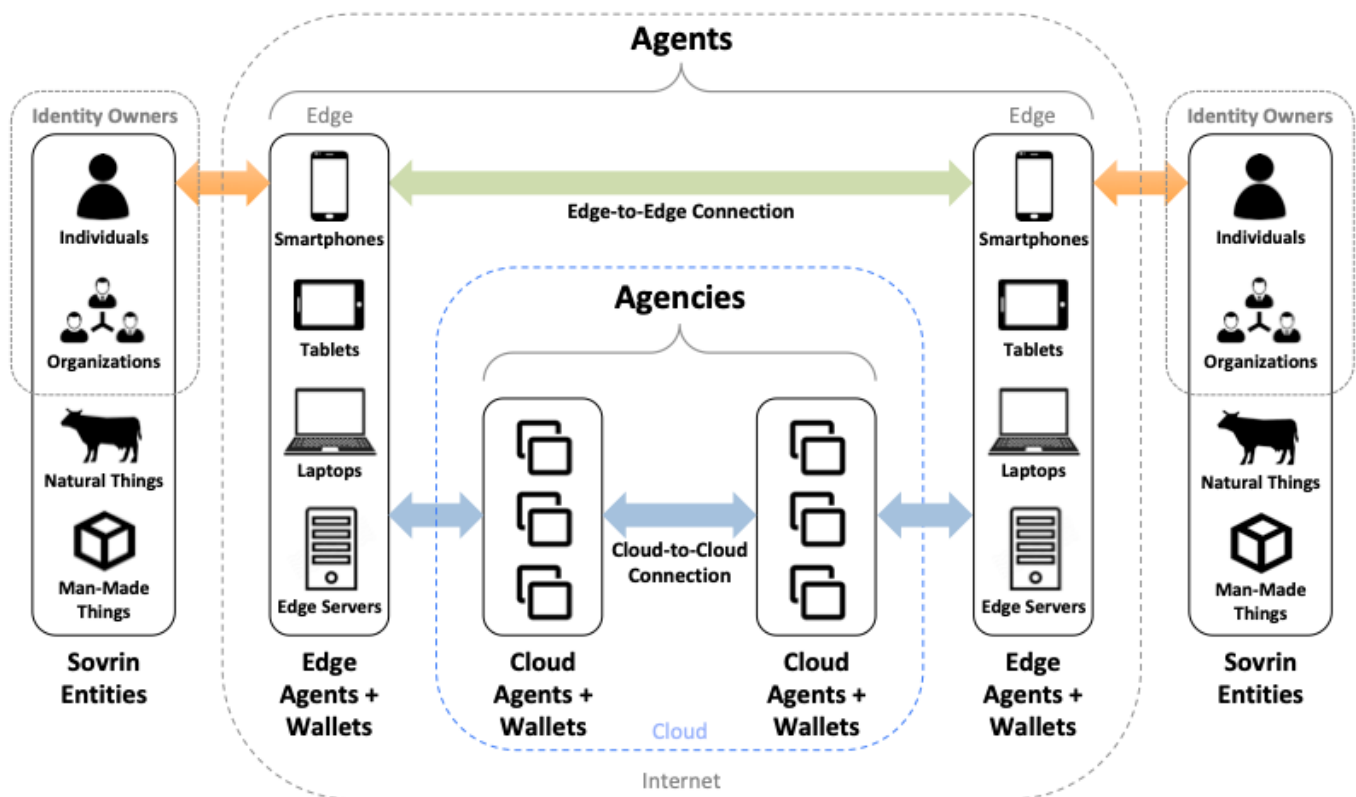 Agents
Identity Owners
Edge
Edge
Identity Owners
Individuals
Organizations
Natural Things
Man-Made
Things
Sovrin
Entities
Smartphones
Tablets
Laptops
Edge Servers
Edge
Agents +
Wallets
Edge-to-Edge Connection
Agencies
Cloud-to-Cloud
Connection
Cloud
Agents +
Wallets
Cloud
Agents +
Wallets
Cloud
Internet
Smartphones
Tablets
Laptops
Edge Servers
Edge
Agents +
Wallets
Individuals
Organizations
Natural Things
Man-Made
Things
Sovrin
Entities